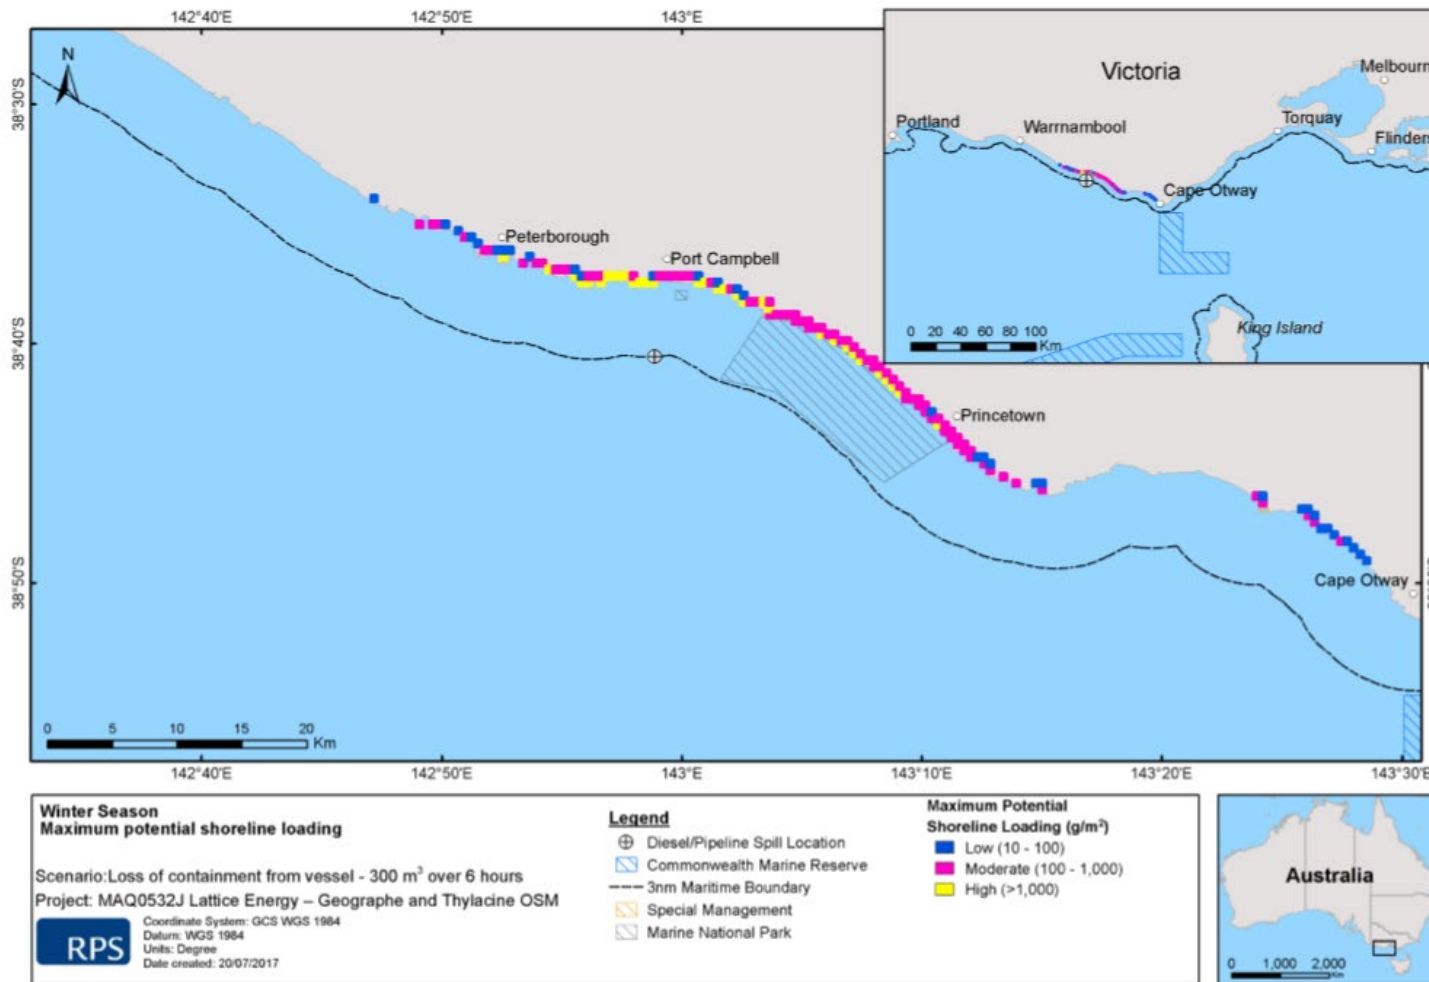 142°40'E
142°50'E
143°E
N
38°30'S
38°40'S
38°50'S
Peterborough
Port Campbell
Princetown
Cape Otway
0 5 10 15 20
Km
142°40'E
142°50'E
143°E
143°10'E
143°20'E
143°30'E
Victoria
Melbourn
Portland
Warrnambool
Torquay
Flinders
Cape Otway
King Island
0 20 40 60 80 100
Km
Winter Season
Maximum potential shoreline loading
Scenario:Loss of containment from vessel - 300 m³ over 6 hours
Project: MAQ0532J Lattice Energy – Geographe and Thylacine OSM
RPS
Coordinate System: GCS WGS 1984
Datum: WGS 1984
Units: Degree
Date created: 20/07/2017
Legend
Diesel/Pipeline Spill Location
Commonwealth Marine Reserve
3nm Maritime Boundary
Special Management
Marine National Park
Maximum Potential
Shoreline Loading (g/m²)
Low (10 - 100)
Moderate (100 - 1,000)
High (>1,000)
Australia
0 1,000 2,000
Km